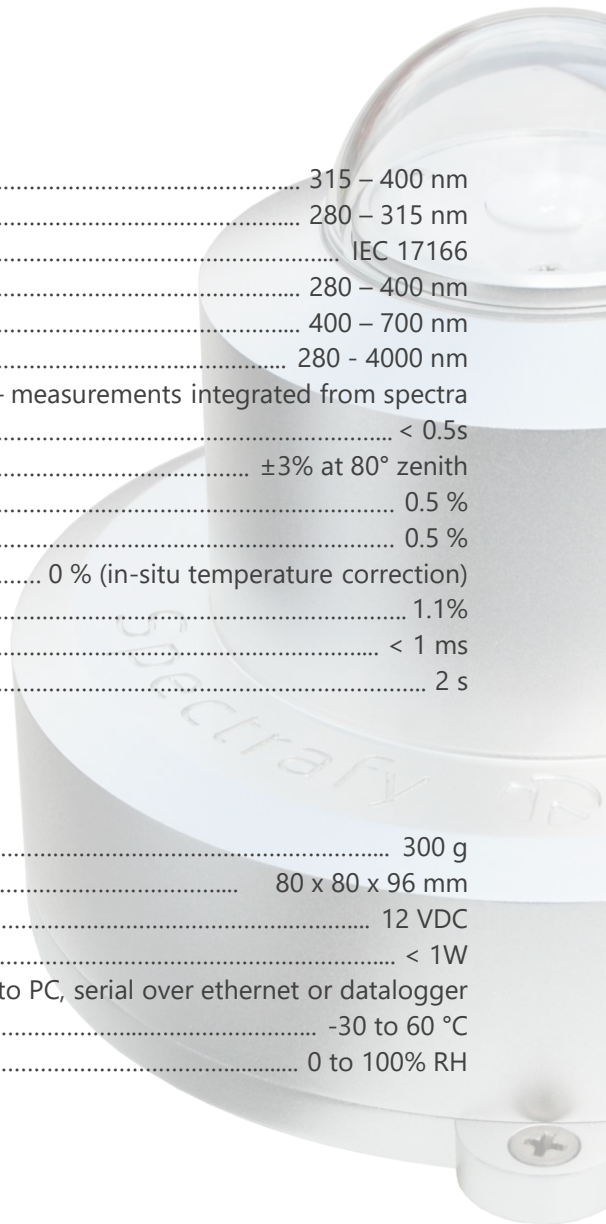 315 – 400 nm
280 – 315 nm
IEC 17166
280 – 400 nm
400 – 700 nm
280 - 4000 nm
- measurements integrated from spectra
< 0.5s
±3% at 80° zenith
0.5 %
0.5 %
0 % (in-situ temperature correction)
1.1%
< 1 ms
2 s
Spectrafy
300 g
80 x 80 x 96 mm
12 VDC
< 1W
to PC, serial over ethernet or datalogger
-30 to 60 °C
0 to 100% RH